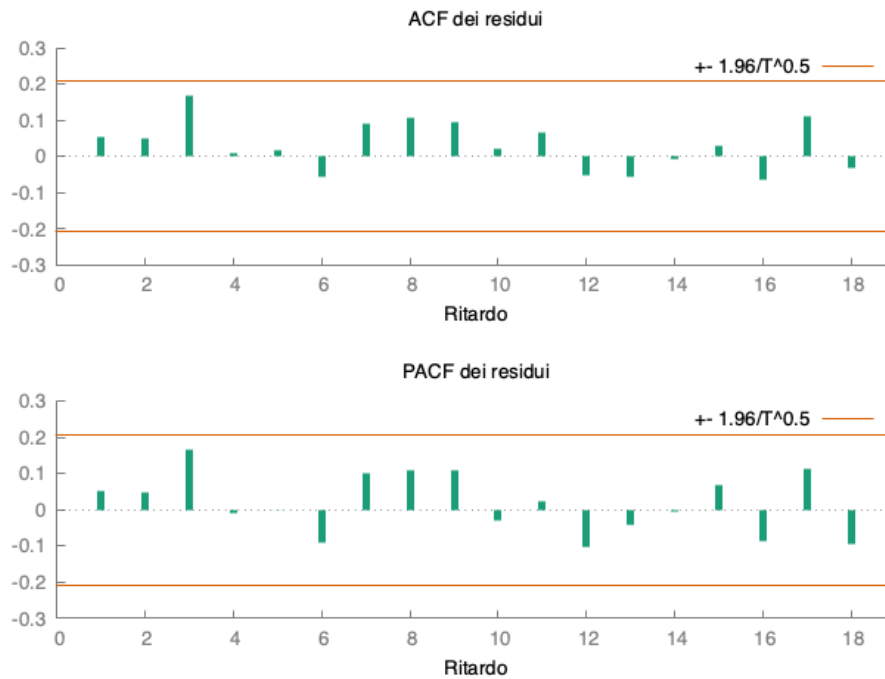 ACF dei residui
0.3
+- 1.96/T^0.5
0.2
0.1
0
-0.1
-0.2
-0.3
0 2 4 6 8 10 12 14 16 18
Ritardo
PACF dei residui
0.3
+- 1.96/T^0.5
0.2
0.1
0
-0.1
-0.2
-0.3
0 2 4 6 8 10 12 14 16 18
Ritardo